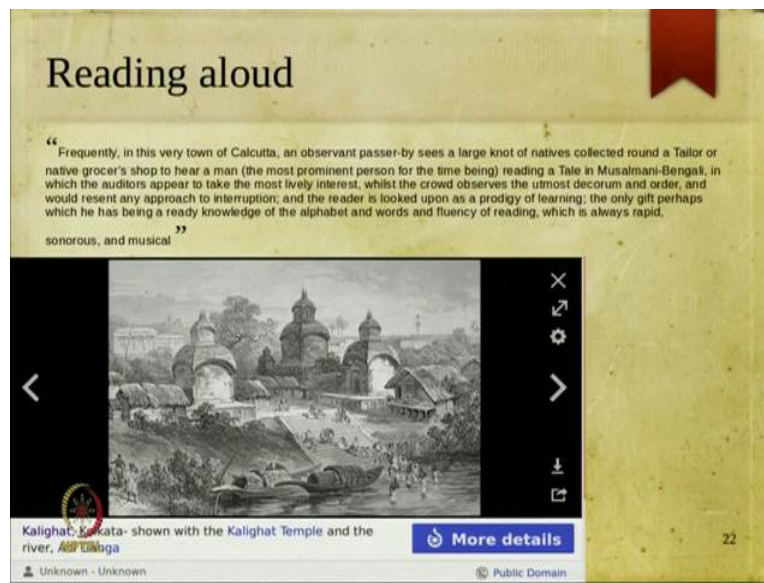 Reading aloud
“Frequently, in this very town of Calcutta, an observant passer-by sees a large knot of natives collected round a Tailor or
native grocer's shop to hear a man (the most prominent person for the time being) reading a Tale in Musalmani-Bengali, in
which the auditors appear to take the most lively interest, whilst the crowd observes the utmost decorum and order, and
would resent any approach to interruption; and the reader is looked upon as a prodigy of learning; the only gift perhaps
which he has being a ready knowledge of the alphabet and words and fluency of reading, which is always rapid,
sonorous, and musical”
Kalighat, Kolkata- shown with the Kalighat Temple and the
river, Adi Ganga
More details
Unknown - Unknown
Public Domain
22